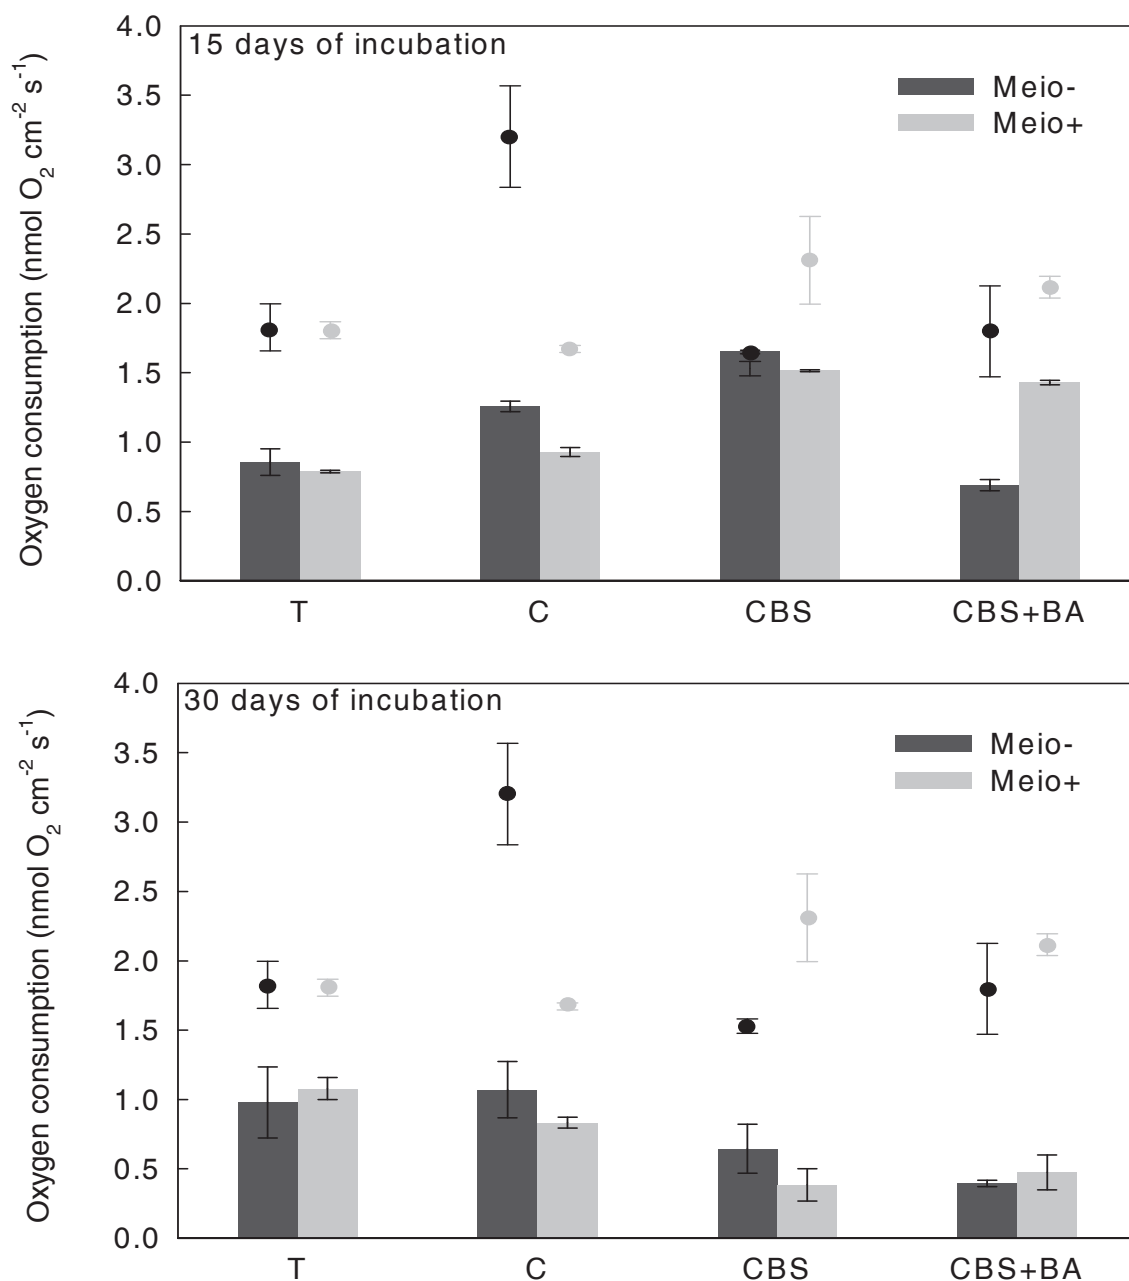 15 days of incubation
Meio-
Meio+
Oxygen consumption (nmol O₂ cm⁻² s⁻¹)
4.0
3.5
3.0
2.5
2.0
1.5
1.0
0.5
0.0
T C CBS CBS+BA
30 days of incubation
Meio-
Meio+
Oxygen consumption (nmol O₂ cm⁻² s⁻¹)
4.0
3.5
3.0
2.5
2.0
1.5
1.0
0.5
0.0
T C CBS CBS+BA